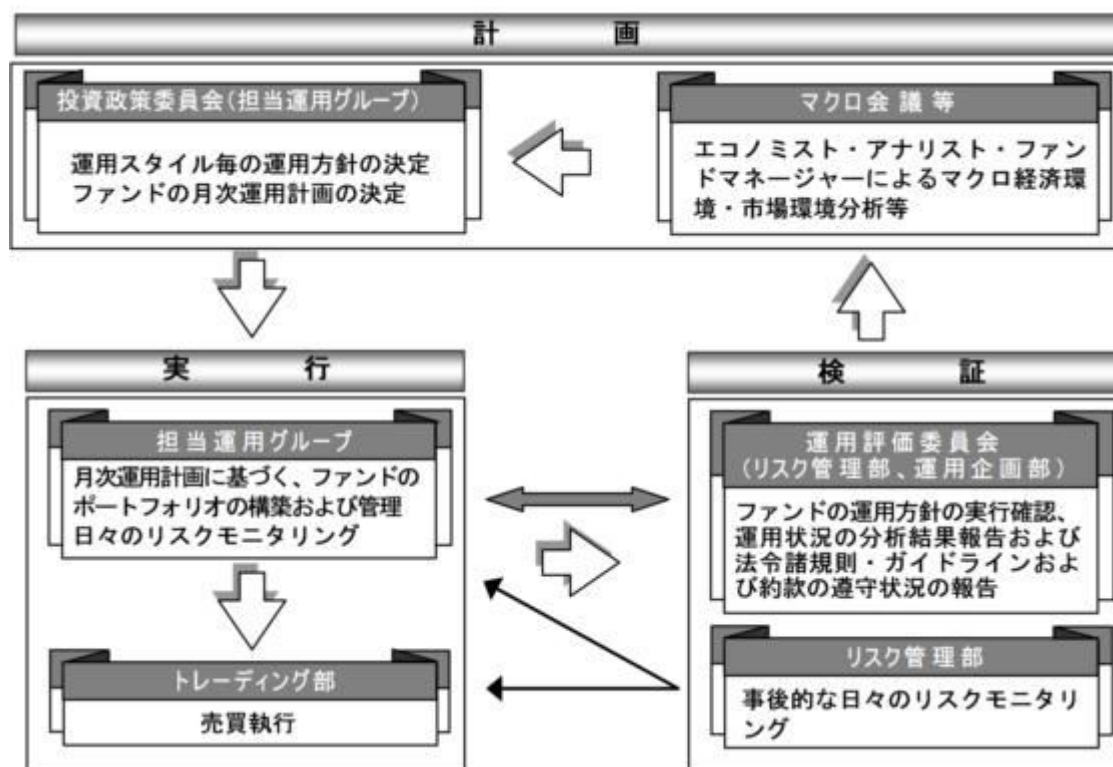 計画
投資政策委員会(担当運用グループ)
運用スタイル毎の運用方針の決定
ファンドの月次運用計画の決定
マクロ会議等
エコノミスト・アナリスト・ファン
ドマネージャーによるマクロ経済環
境・市場環境分析等
実行
担当運用グループ
月次運用計画に基づく、ファンドの
ポートフォリオの構築および管理
日々のリスクモニタリング
トレーディング部
売買執行
検証
運用評価委員会
(リスク管理部、運用企画部)
ファンドの運用方針の実行確認、
運用状況の分析結果報告および
法令諸規則・ガイドラインおよ
び約款の遵守状況の報告
リスク管理部
事後的な日々のリスクモニタリ
ング